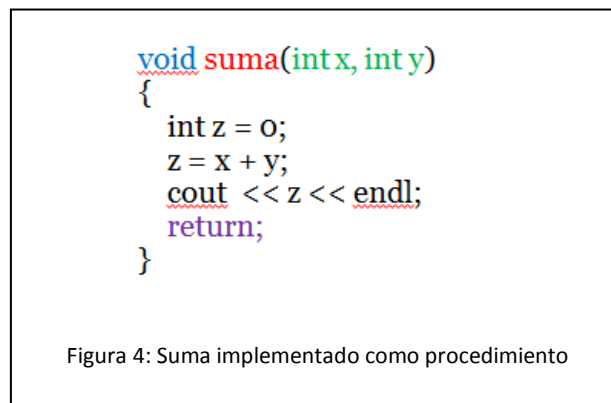 void suma(int x, int y)
{
int z = 0;
z = x + y;
cout << z << endl;
return;
}
Figura 4: Suma implementado como procedimiento